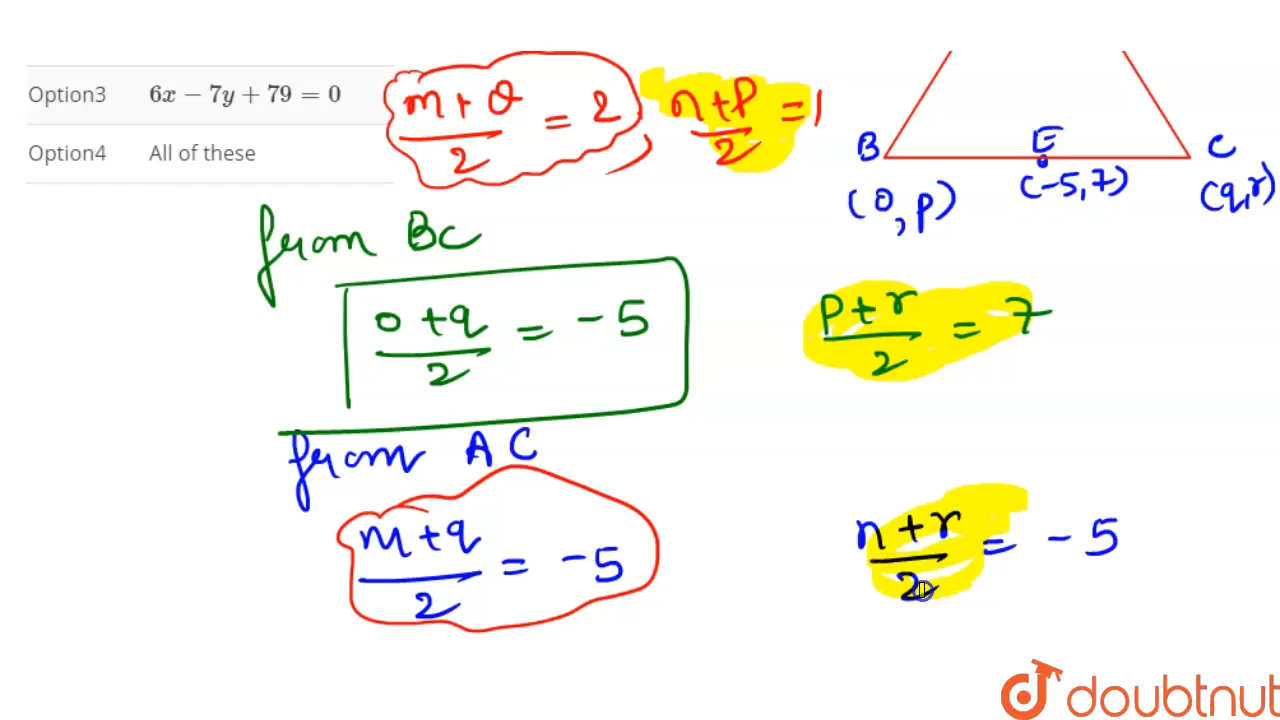 Option3 6x − 7y + 79 = 0
Option4 All of these
(m+o)/2 = 2, (n+p)/2 = 1
B E C
(o, p) (-5, 7) (q, r)
from BC
(o+q)/2 = -5 (p+r)/2 = 7
from AC
(m+q)/2 = -5 (n+r)/2 = -5
doubtnut